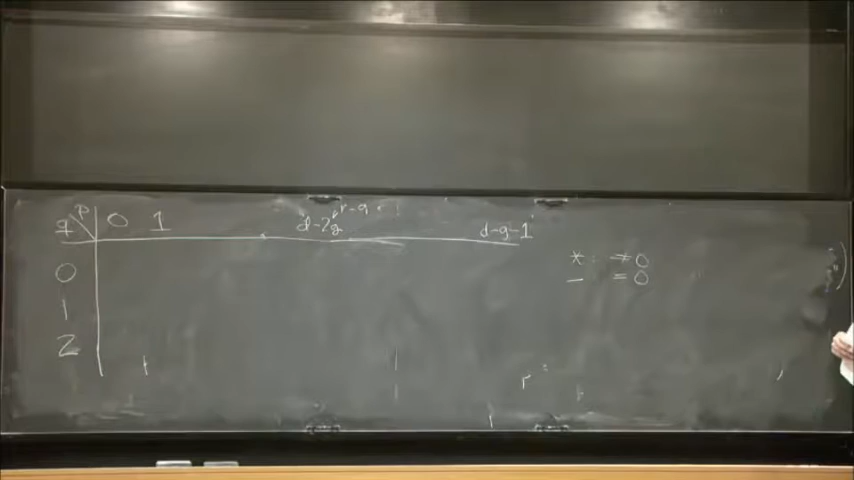 q p 0 1 d-2g d-g-1
0
1
2
* : ≠0
- =0
r